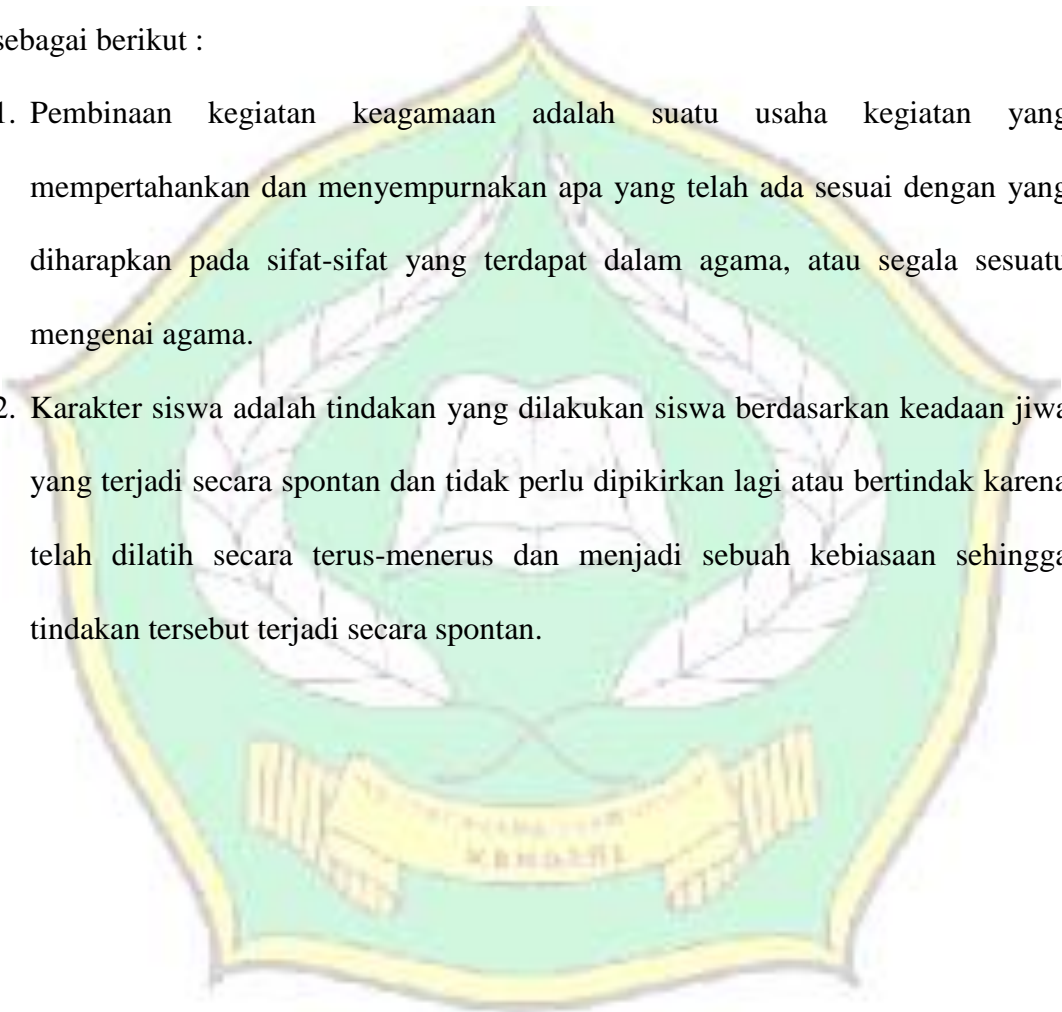 sebagai berikut :
1. Pembinaan kegiatan keagamaan adalah suatu usaha kegiatan yang
mempertahankan dan menyempurnakan apa yang telah ada sesuai dengan yang
diharapkan pada sifat-sifat yang terdapat dalam agama, atau segala sesuatu
mengenai agama.
2. Karakter siswa adalah tindakan yang dilakukan siswa berdasarkan keadaan jiwa
yang terjadi secara spontan dan tidak perlu dipikirkan lagi atau bertindak karena
telah dilatih secara terus-menerus dan menjadi sebuah kebiasaan sehingga
tindakan tersebut terjadi secara spontan.
KENDARI